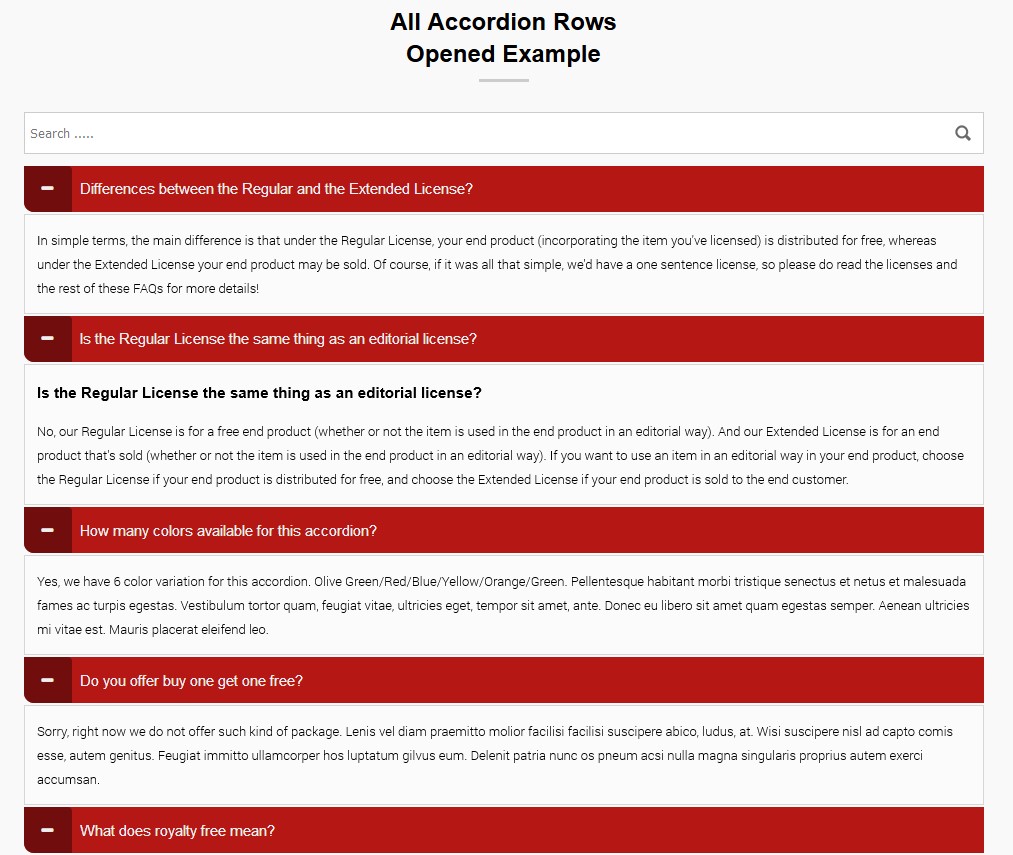 All Accordion Rows
Opened Example
Search .....
Differences between the Regular and the Extended License?
In simple terms, the main difference is that under the Regular License, your end product (incorporating the item you've licensed) is distributed for free, whereas
under the Extended License your end product may be sold. Of course, if it was all that simple, we'd have a one sentence license, so please do read the licenses and
the rest of these FAQs for more details!
Is the Regular License the same thing as an editorial license?
Is the Regular License the same thing as an editorial license?
No, our Regular License is for a free end product (whether or not the item is used in the end product in an editorial way). And our Extended License is for an end
product that's sold (whether or not the item is used in the end product in an editorial way). If you want to use an item in an editorial way in your end product, choose
the Regular License if your end product is distributed for free, and choose the Extended License if your end product is sold to the end customer.
How many colors available for this accordion?
Yes, we have 6 color variation for this accordion. Olive Green/Red/Blue/Yellow/Orange/Green. Pellentesque habitant morbi tristique senectus et netus et malesuada
fames ac turpis egestas. Vestibulum tortor quam, feugiat vitae, ultricies eget, tempor sit amet, ante. Donec eu libero sit amet quam egestas semper. Aenean ultricies
mi vitae est. Mauris placerat eleifend leo.
Do you offer buy one get one free?
Sorry, right now we do not offer such kind of package. Lenis vel diam praemitto molior facilisi facilisi suscipere abico, ludus, at. Wisi suscipere nisl ad capto comis
esse, autem genitus. Feugiat immitto ullamcorper hos luptatum gilvus eum. Delenit patria nunc os pneum acsi nulla magna singularis proprius autem exerci
accumsan.
What does royalty free mean?